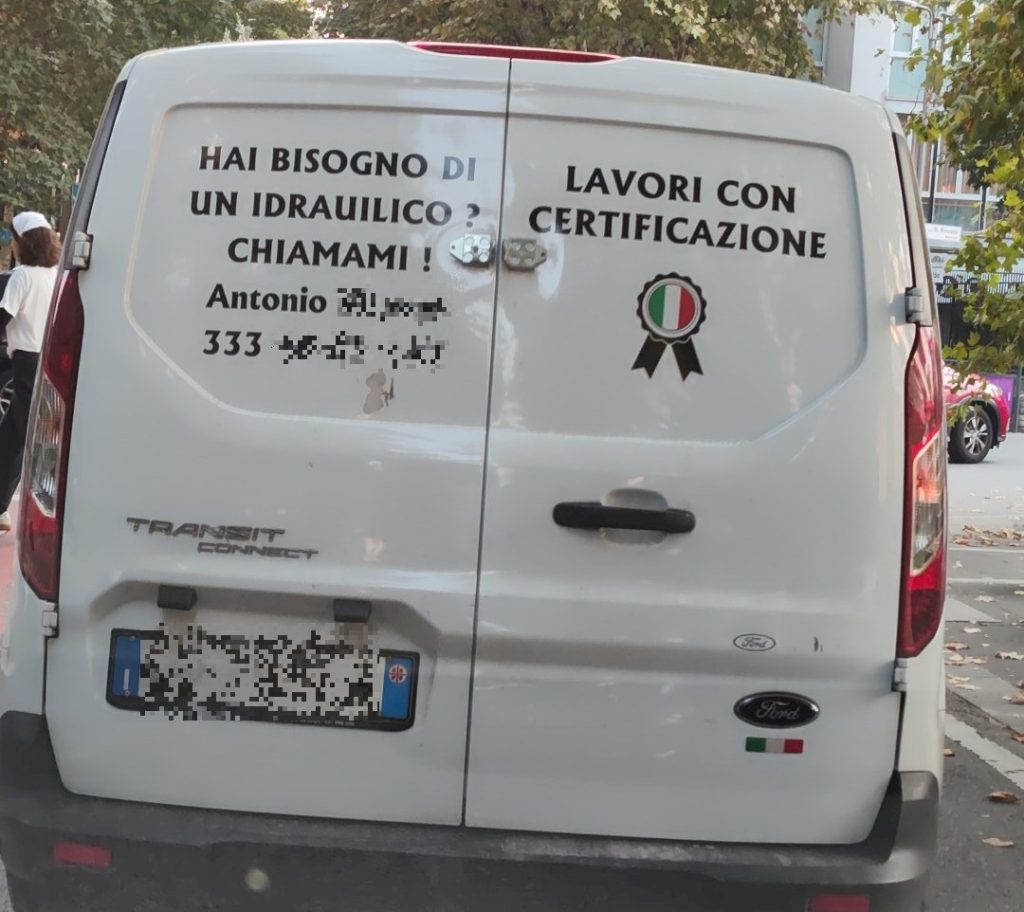 HAI BISOGNO DI
UN IDRAUILICO ?
CHIAMAMI !
Antonio
333
LAVORI CON
CERTIFICAZIONE
TRANSIT
CONNECT
I
Ford
Ford